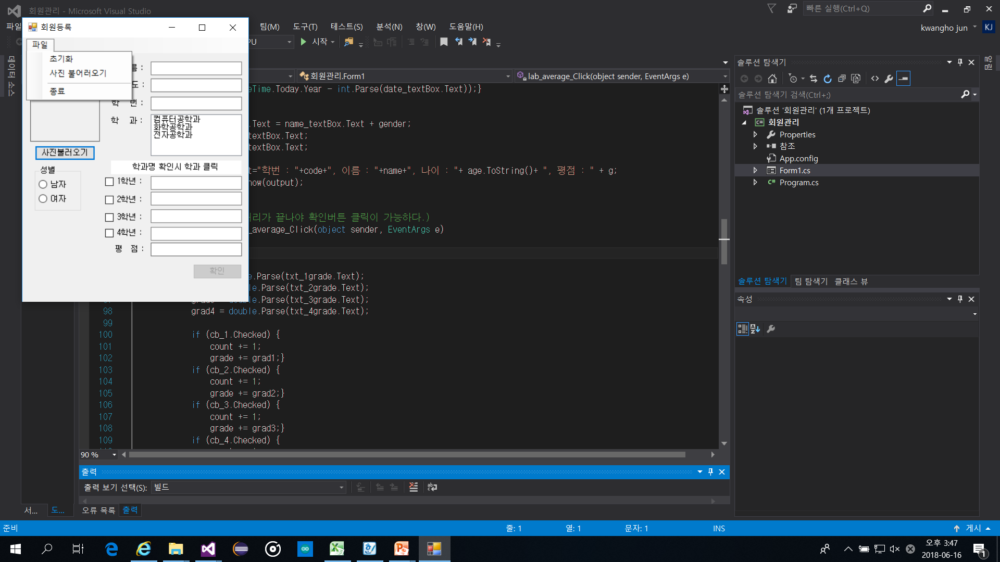 회원관리 - Microsoft Visual Studio
빠른 실행(Ctrl+Q)
파일
팀(M)
도구(T)
테스트(S)
분석(N)
창(W)
도움말(H)
kwangho jun
KJ
시작
데이터 소스
알림
회원등록
파일
초기화
사진 불어러오기
종료
학 번 :
학 과 :
컴퓨터공학과
화학공학과
전자공학과
사진불러오기
학과명 확인시 학과 클릭
성별
남자
여자
1학년 :
2학년 :
3학년 :
4학년 :
평 점 :
확인
회원관리.Form1
lab_average_Click(object sender, EventArgs e)
eTime.Today.Year - int.Parse(date_textBox.Text));}
.Text = name_textBox.Text + gender;
textBox.Text;
textBox.Text;
t="학번 : "+code+", 이름 : "+name+", 나이 : "+ age.ToString()+ ", 평점 : " + g;
how(output);
리가 끝나야 확인버튼 클릭이 가능하다.)
_average_Click(object sender, EventArgs e)
e.Parse(txt_1grade.Text);
le.Parse(txt_2grade.Text);
double.Parse(txt_3grade.Text);
98 grad4 = double.Parse(txt_4grade.Text);
99
100 if (cb_1.Checked) {
101 count += 1;
102 grade += grad1;}
103 if (cb_2.Checked) {
104 count += 1;
105 grade += grad2;}
106 if (cb_3.Checked) {
107 count += 1;
108 grade += grad3;}
109 if (cb_4.Checked) {
90 %
출력
출력 보기 선택(S):
빌드
서...
도...
오류 목록
출력
솔루션 탐색기
솔루션 탐색기 검색(Ctrl+;)
솔루션 '회원관리' (1개 프로젝트)
회원관리
Properties
참조
App.config
Form1.cs
Program.cs
솔루션 탐색기
팀 탐색기
클래스 뷰
속성
준비
줄: 1
열: 1
문자: 1
INS
게시
오후 3:47
2018-06-16
1